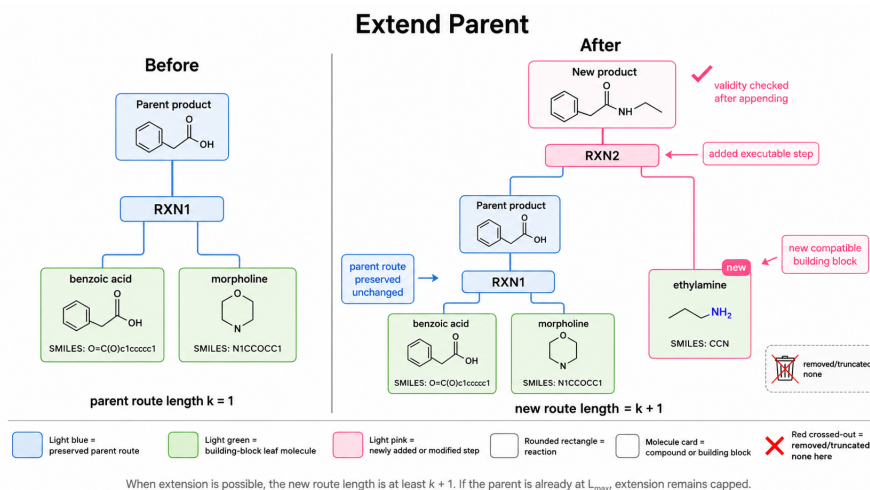 Extend Parent
Before
Parent product
O
OH
RXN1
benzoic acid
O
OH
SMILES: O=C(O)c1ccccc1
morpholine
O
N
SMILES: N1CCOCC1
parent route length k = 1
After
New product
O
NH
validity checked
after appending
RXN2
added executable step
Parent product
O
OH
parent route
preserved
unchanged
RXN1
new compatible
building block
new
ethylamine
NH2
SMILES: CCN
benzoic acid
O
OH
SMILES: O=C(O)c1ccccc1
morpholine
O
N
SMILES: N1CCOCC1
removed/truncated
none
new route length = k + 1
Light blue =
preserved parent route
Light green =
building-block leaf molecule
Light pink =
newly added or modified step
Rounded rectangle =
reaction
Molecule card =
compound or building block
Red crossed-out =
removed/truncated
none here
When extension is possible, the new route length is at least k + 1. If the parent is already at Lmax, extension remains capped.